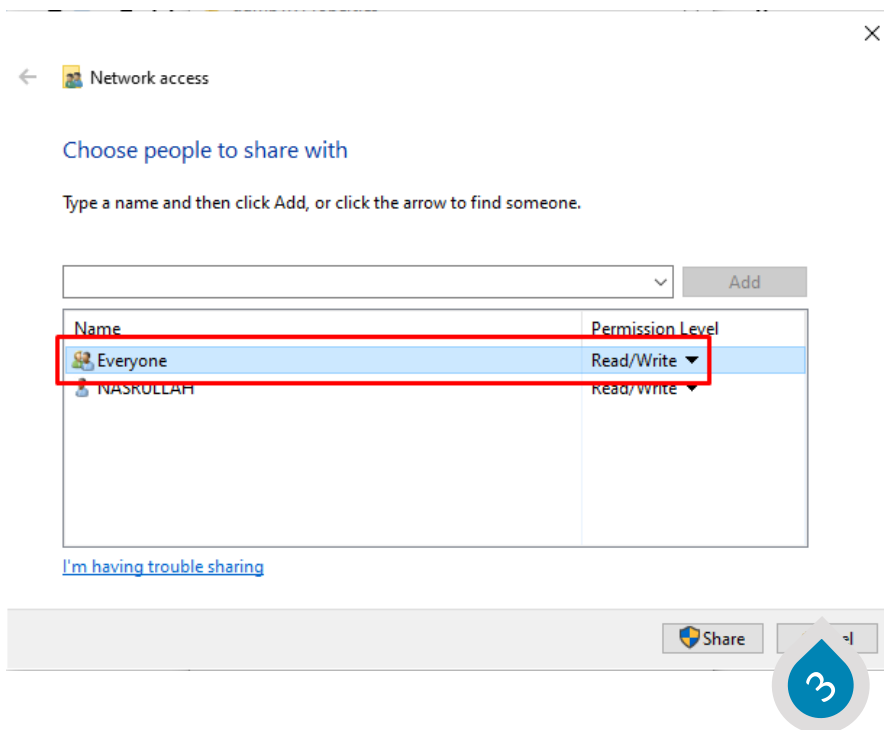 Network access
Choose people to share with
Type a name and then click Add, or click the arrow to find someone.
Add
Name Permission Level
Everyone Read/Write
NASRULLAH Read/Write
I'm having trouble sharing
Share
3